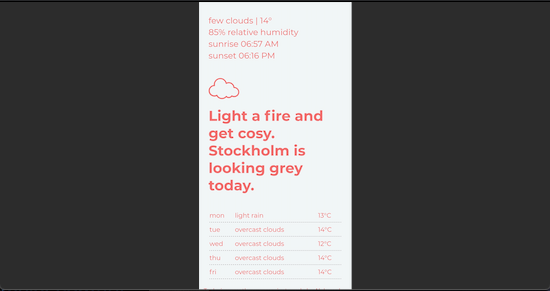 few clouds | 14°
85% relative humidity
sunrise 06:57 AM
sunset 06:16 PM
Light a fire and
get cosy.
Stockholm is
looking grey
today.
mon light rain 13°C
tue overcast clouds 14°C
wed overcast clouds 12°C
thu overcast clouds 14°C
fri overcast clouds 14°C